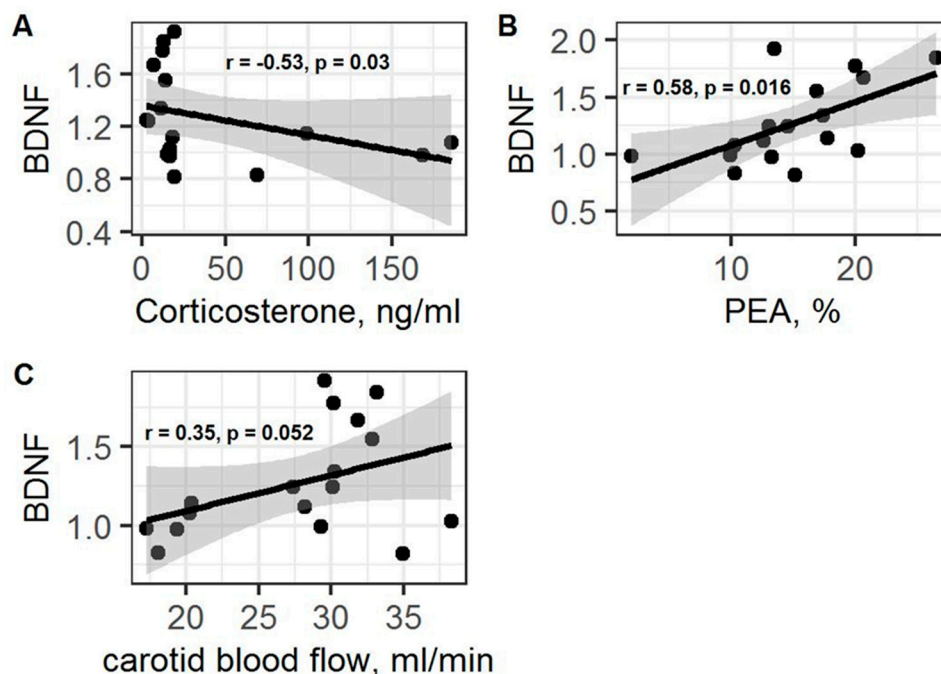 A
BDNF
1.6
1.2
0.8
0.4
r = -0.53, p = 0.03
0 50 100 150
Corticosterone, ng/ml
B
BDNF
2.0
1.5
1.0
0.5
r = 0.58, p = 0.016
10 20
PEA, %
C
BDNF
1.5
1.0
r = 0.35, p = 0.052
20 25 30 35
carotid blood flow, ml/min